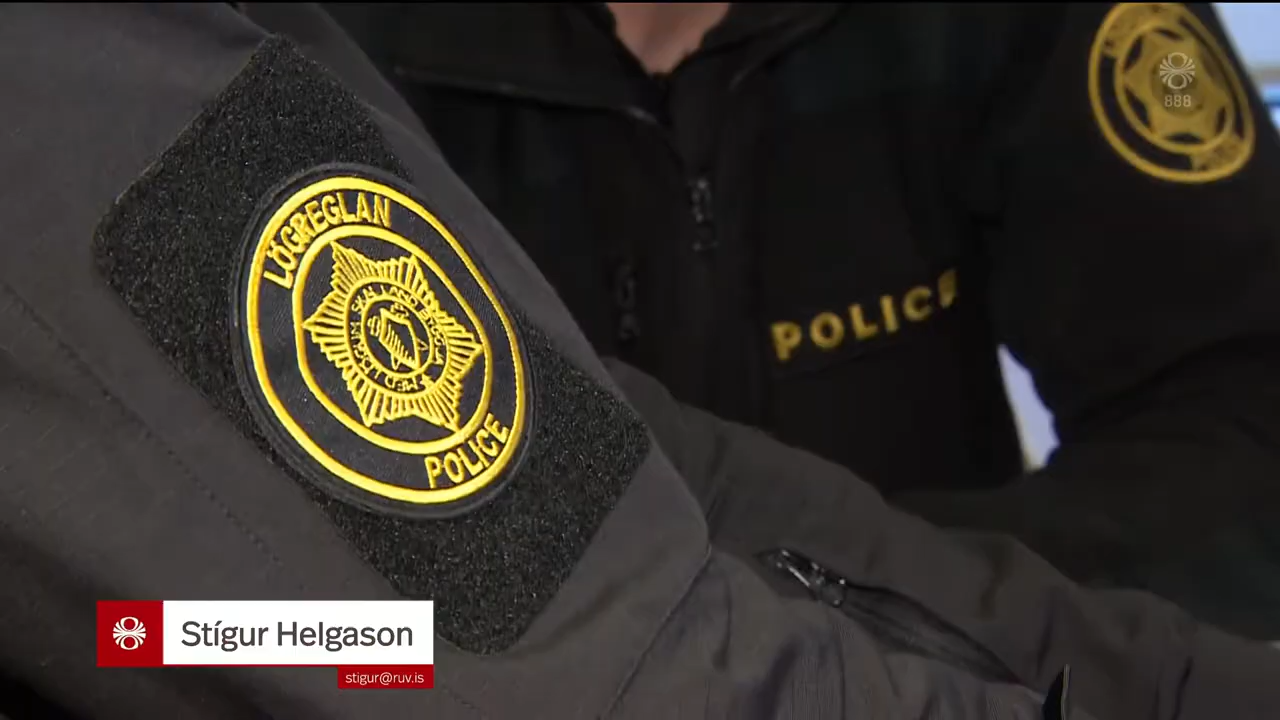 888
LÖGREGLAN
POLICE
POLICE
Stígur Helgason
stigur@ruv.is